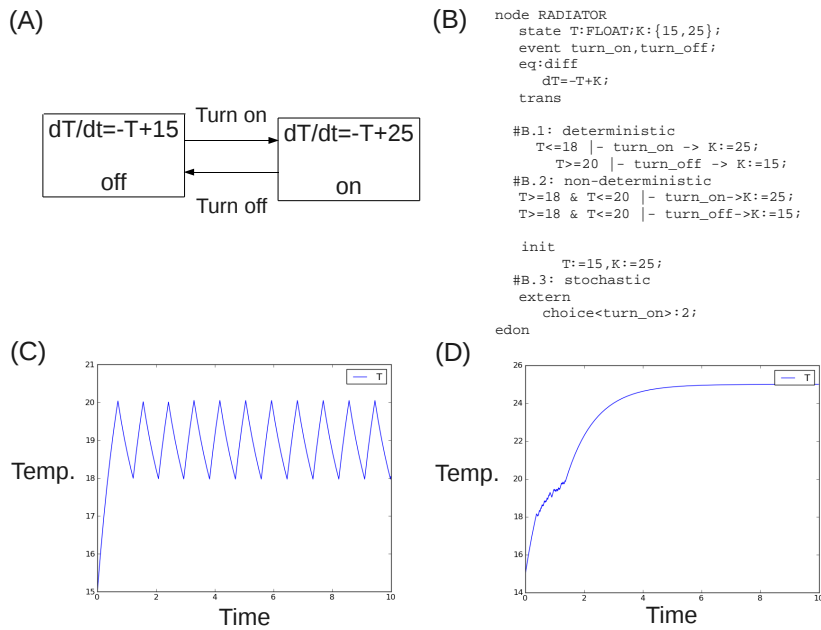 (A)
dT/dt=-T+15
off
Turn on
Turn off
dT/dt=-T+25
on
(B)
node RADIATOR
state T:FLOAT;K:{15,25};
event turn_on,turn_off;
eq:diff
dT=-T+K;
trans
#B.1: deterministic
T<=18 |- turn_on -> K:=25;
T>=20 |- turn_off -> K:=15;
#B.2: non-deterministic
T>=18 & T<=20 |- turn_on->K:=25;
T>=18 & T<=20 |- turn_off->K:=15;
init
T:=15,K:=25;
#B.3: stochastic
extern
choice<turn_on>:2;
edon
(C)
T
21
20
19
18
17
16
15
Temp.
0 2 4 6 8 10
Time
(D)
T
26
24
22
20
18
16
14
Temp.
0 2 4 6 8 10
Time